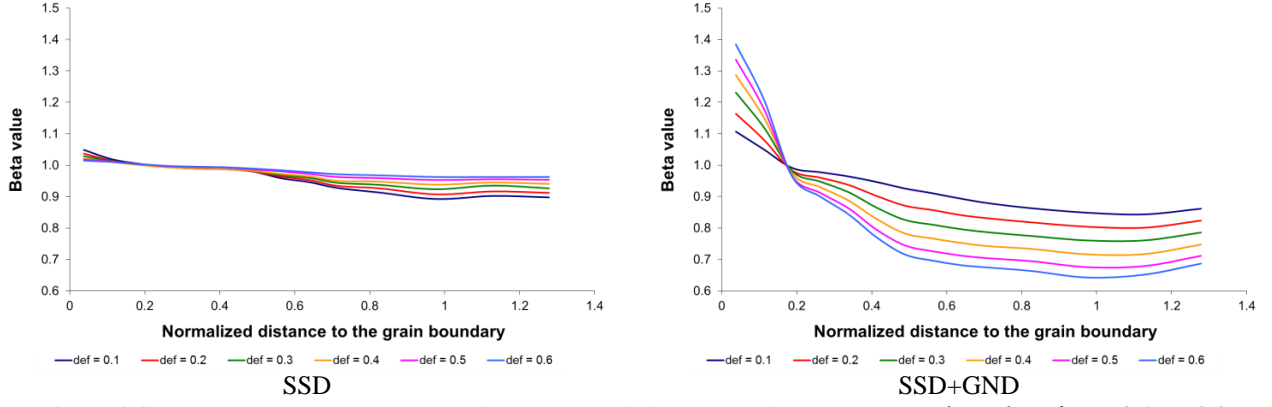 1.5
1.4
1.3
1.2
1.1
1.0
0.9
0.8
0.7
0.6
Beta value
0 0.2 0.4 0.6 0.8 1 1.2 1.4
Normalized distance to the grain boundary
def = 0.1 def = 0.2 def = 0.3 def = 0.4 def = 0.5 def = 0.6
SSD
1.5
1.4
1.3
1.2
1.1
1.0
0.9
0.8
0.7
0.6
Beta value
0 0.2 0.4 0.6 0.8 1 1.2 1.4
Normalized distance to the grain boundary
def = 0.1 def = 0.2 def = 0.3 def = 0.4 def = 0.5 def = 0.6
SSD+GND